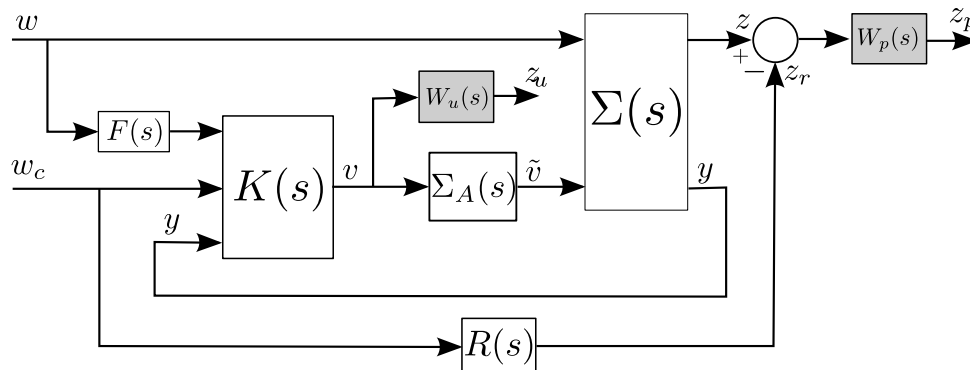 w
z
+
−
z_r
W_p(s)
z_p
W_u(s)
z_u
Σ(s)
F(s)
w_c
K(s)
v
Σ_A(s)
ṽ
y
y
R(s)